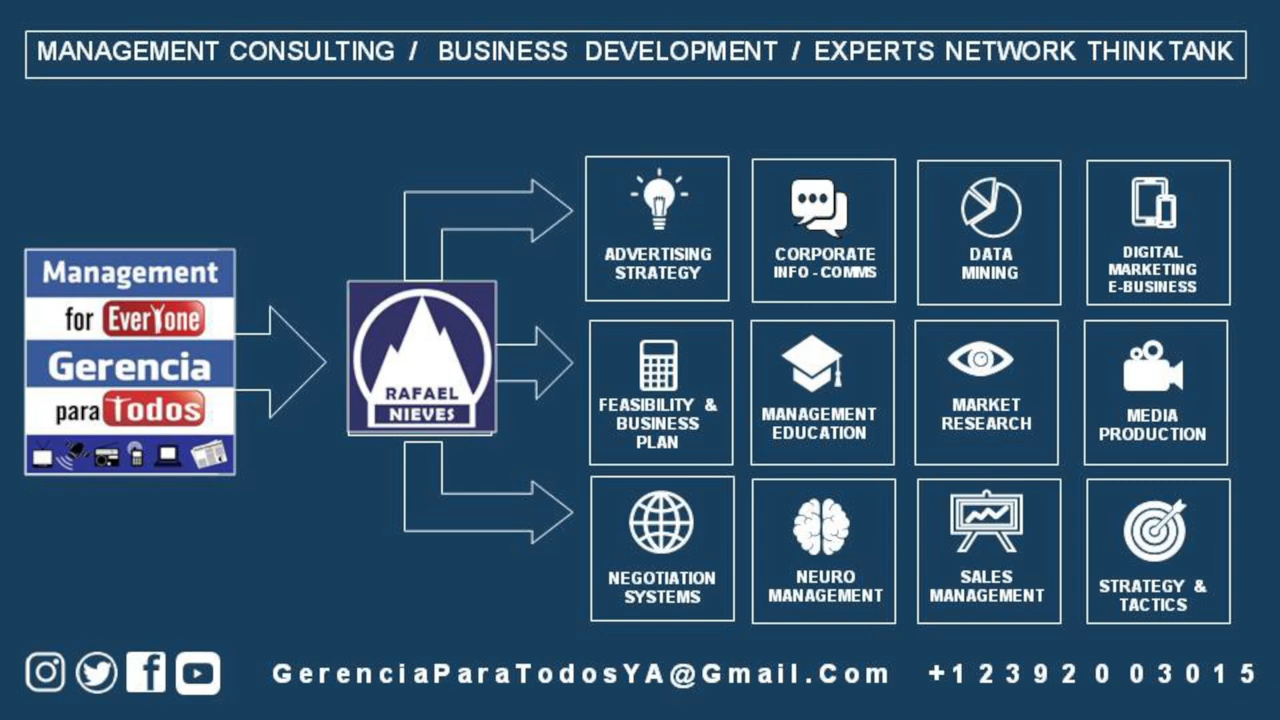 MANAGEMENT CONSULTING / BUSINESS DEVELOPMENT / EXPERTS NETWORK THINK TANK
Management
for EverYone
Gerencia
para Todos
RAFAEL
NIEVES
ADVERTISING
STRATEGY
CORPORATE
INFO - COMMS
DATA
MINING
DIGITAL
MARKETING
E-BUSINESS
FEASIBILITY &
BUSINESS
PLAN
MANAGEMENT
EDUCATION
MARKET
RESEARCH
MEDIA
PRODUCTION
NEGOTIATION
SYSTEMS
NEURO
MANAGEMENT
SALES
MANAGEMENT
STRATEGY &
TACTICS
GerenciaParaTodosYA@Gmail.Com +1 2 3 9 2 0 0 3 0 1 5